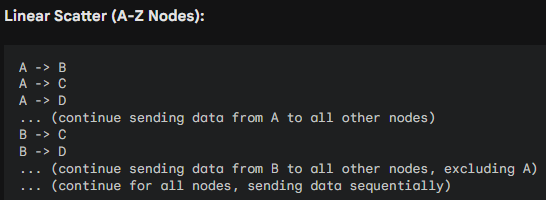 Linear Scatter (A-Z Nodes):
A -> B
A -> C
A -> D
... (continue sending data from A to all other nodes)
B -> C
B -> D
... (continue sending data from B to all other nodes, excluding A)
... (continue for all nodes, sending data sequentially)